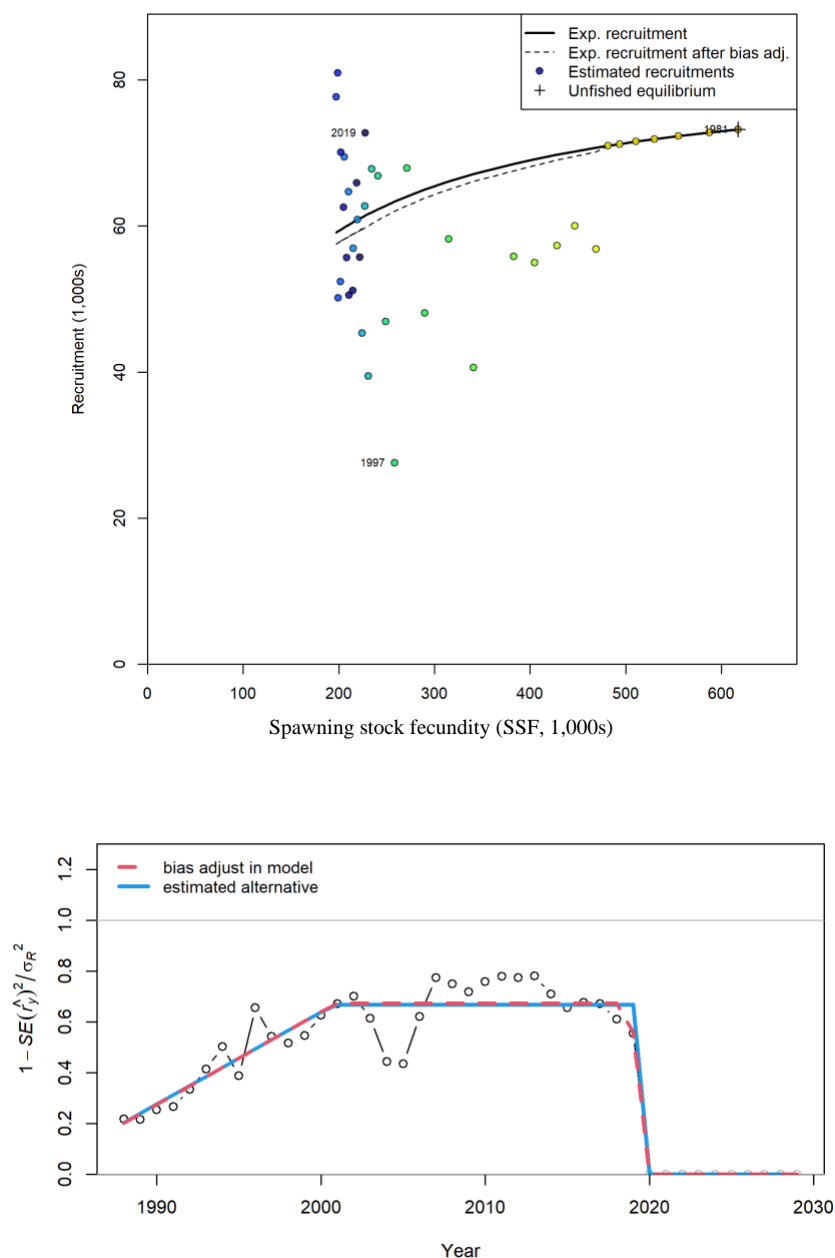 Exp. recruitment
Exp. recruitment after bias adj.
Estimated recruitments
Unfished equilibrium
80
60
40
20
0
Recruitment (1,000s)
2019
1981
1997
0 100 200 300 400 500 600
Spawning stock fecundity (SSF, 1,000s)
bias adjust in model
estimated alternative
1.2
1.0
0.8
0.6
0.4
0.2
0.0
1 − SE(r̂_y)²/σ_R²
1990 2000 2010 2020 2030
Year